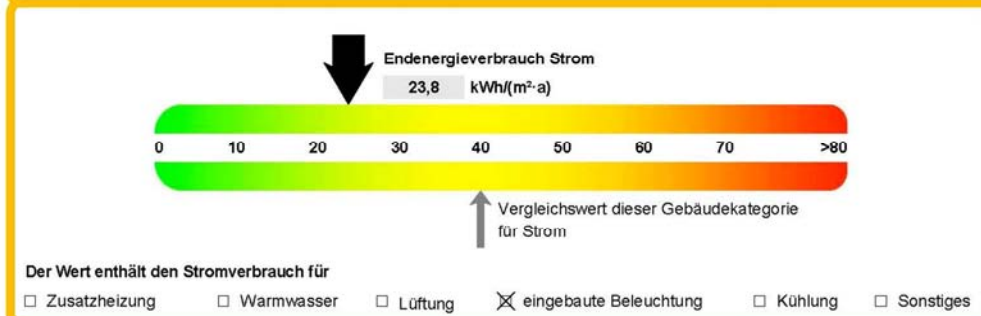 Endenergieverbrauch Strom
23,8 kWh/(m²·a)
0 10 20 30 40 50 60 70 >80
Vergleichswert dieser Gebäudekategorie
für Strom
Der Wert enthält den Stromverbrauch für
☐ Zusatzheizung ☐ Warmwasser ☐ Lüftung ☒ eingebaute Beleuchtung ☐ Kühlung ☐ Sonstiges